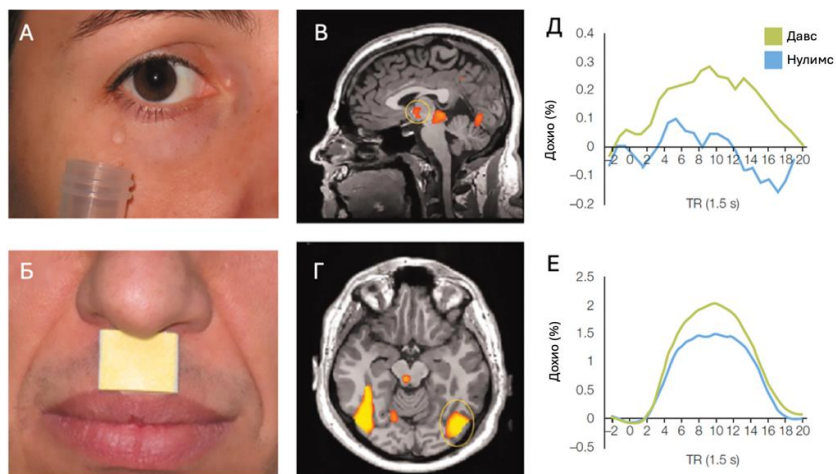 А
В
Д
Дохио (%)
0.4
0.3
0.2
0.1
0
−0.1
−0.2
−2 0 2 4 6 8 10 12 14 16 18 20
TR (1.5 s)
Давс
Нулимс
Б
Г
Е
Дохио (%)
2.5
2
1.5
1
0.5
0
−0.5
−2 0 2 4 6 8 10 12 14 16 18 20
TR (1.5 s)